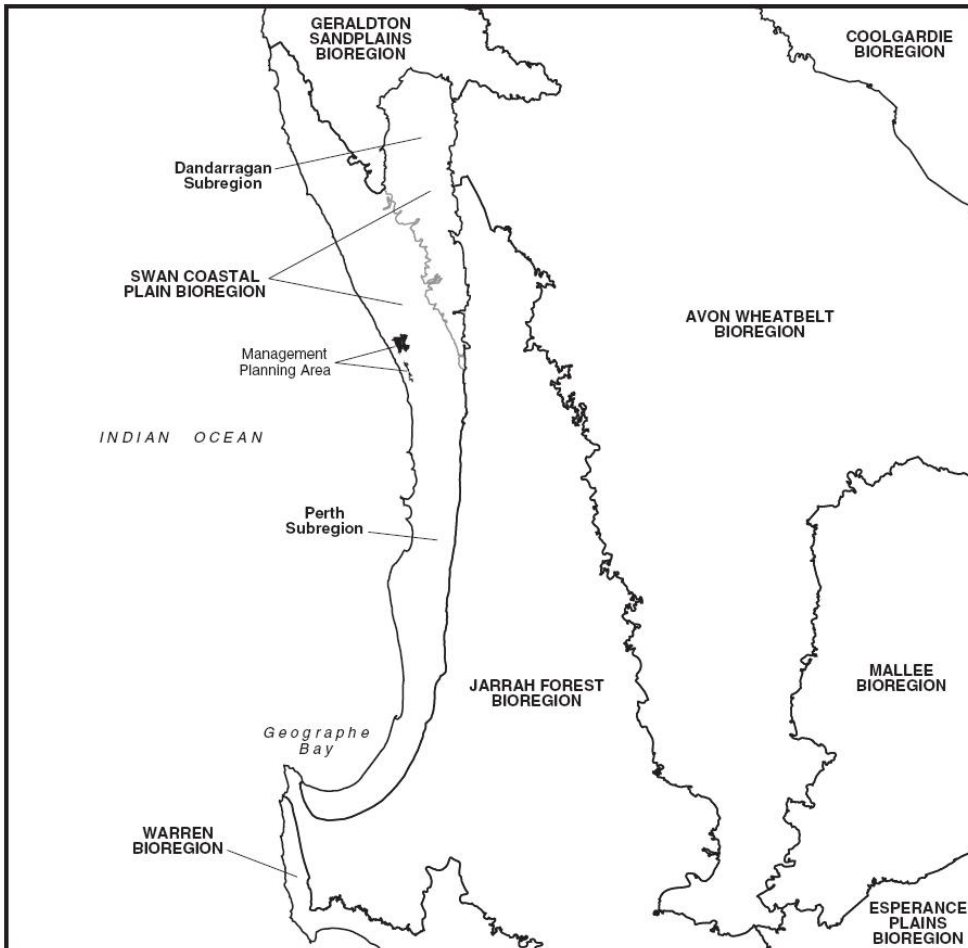 GERALDTON
SANDPLAINS
BIOREGION
COOLGARDIE
BIOREGION
Dandarragan
Subregion
SWAN COASTAL
PLAIN BIOREGION
AVON WHEATBELT
BIOREGION
Management
Planning Area
INDIAN OCEAN
Perth
Subregion
JARRAH FOREST
BIOREGION
MALLEE
BIOREGION
Geographe
Bay
WARREN
BIOREGION
ESPERANCE
PLAINS
BIOREGION